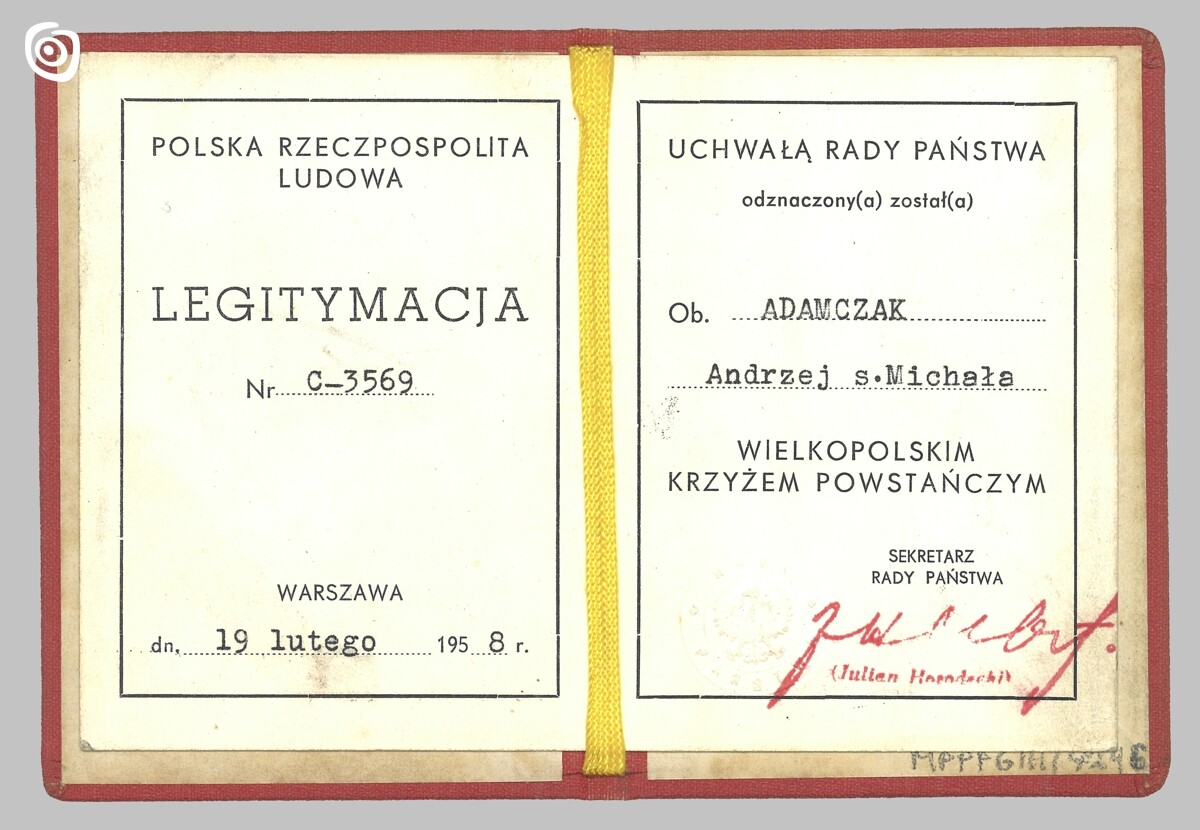 POLSKA RZECZPOSPOLITA
LUDOWA
LEGITYMACJA
Nr C-3569
WARSZAWA
dn. 19 lutego 1958 r.
UCHWAŁĄ RADY PAŃSTWA
odznaczony(a) został(a)
Ob. ADAMCZAK
Andrzej s.Michała
WIELKOPOLSKIM
KRZYŻEM POWSTAŃCZYM
SEKRETARZ
RADY PAŃSTWA
(Julian Horodecki)